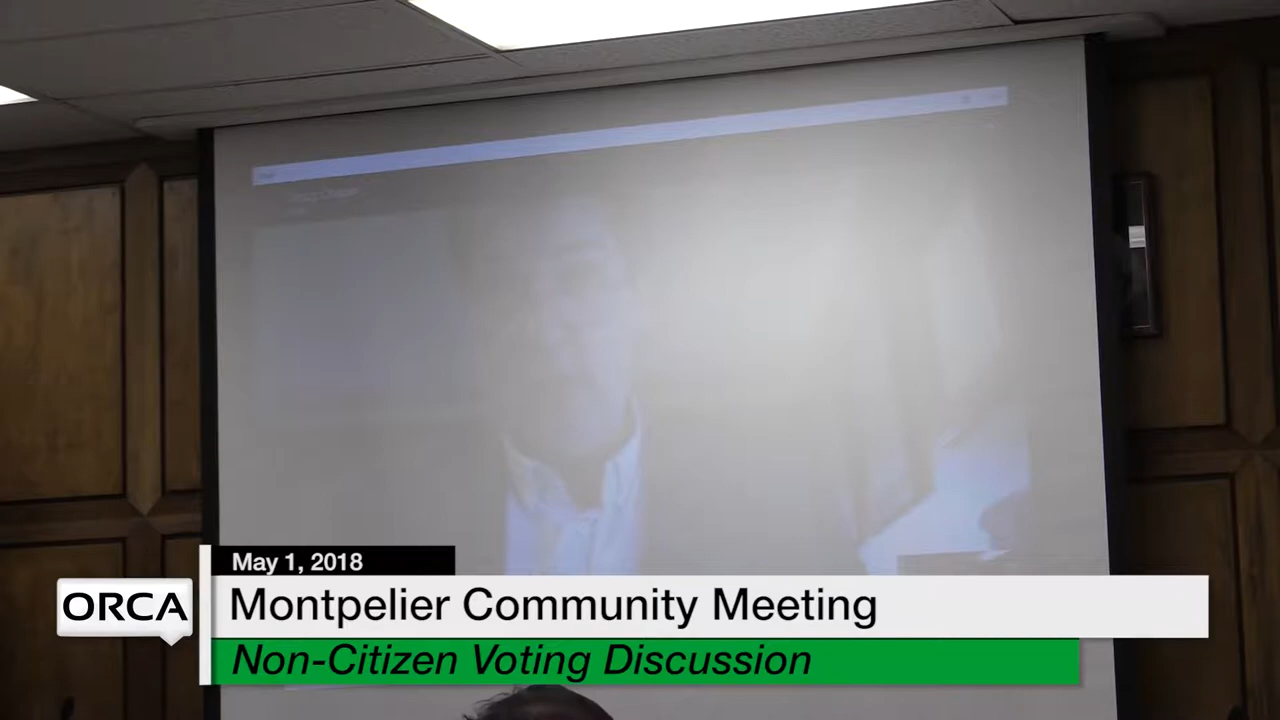 May 1, 2018
ORCA
Montpelier Community Meeting
Non-Citizen Voting Discussion